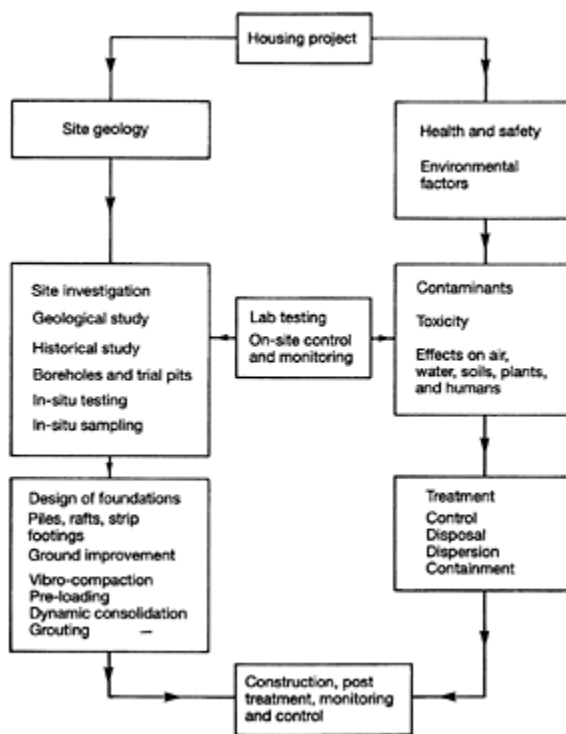 Housing project
Site geology
Health and safety
Environmental
factors
Site investigation
Geological study
Historical study
Boreholes and trial pits
In-situ testing
In-situ sampling
Lab testing
On-site control
and monitoring
Contaminants
Toxicity
Effects on air,
water, soils, plants,
and humans
Design of foundations
Piles, rafts, strip
footings
Ground improvement
Vibro-compaction
Pre-loading
Dynamic consolidation
Grouting —
Treatment
Control
Disposal
Dispersion
Containment
Construction, post
treatment, monitoring
and control